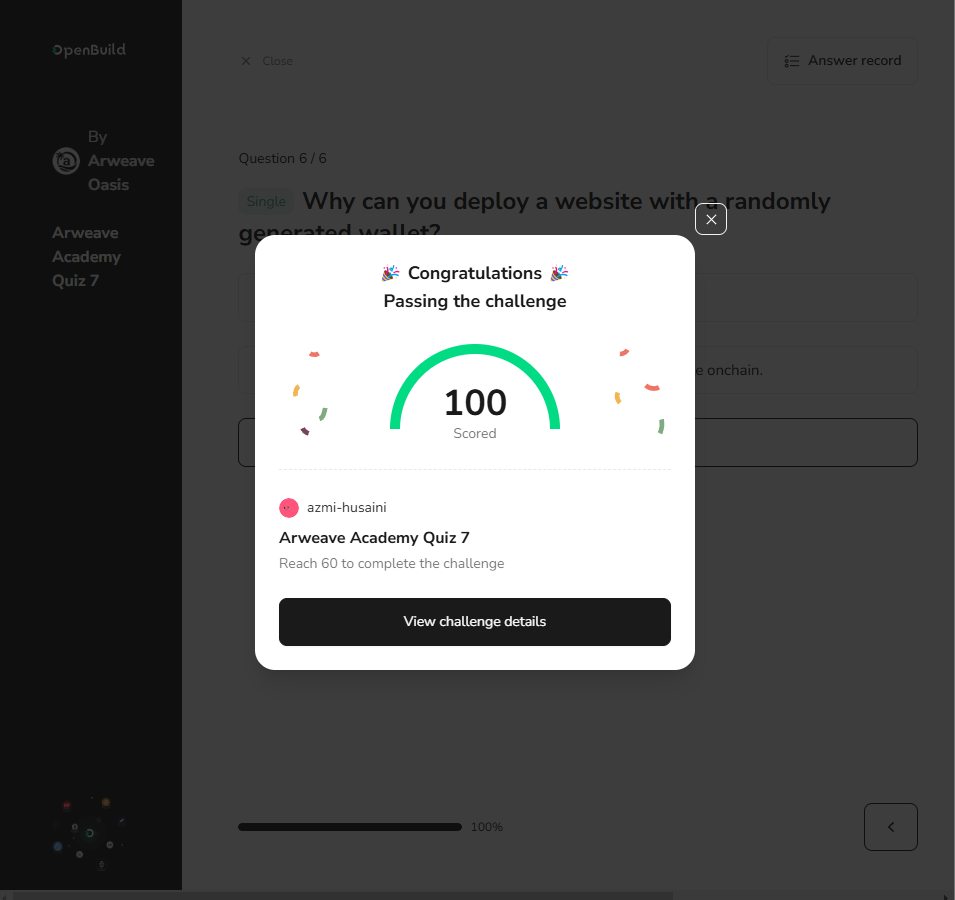 OpenBuild
By
Arweave
Oasis
Arweave
Academy
Quiz 7
Close
Answer record
Question 6 / 6
Single Why can you deploy a website with a randomly
generated wallet?
e onchain.
🎉 Congratulations 🎉
Passing the challenge
100
Scored
azmi-husaini
Arweave Academy Quiz 7
Reach 60 to complete the challenge
View challenge details
100%